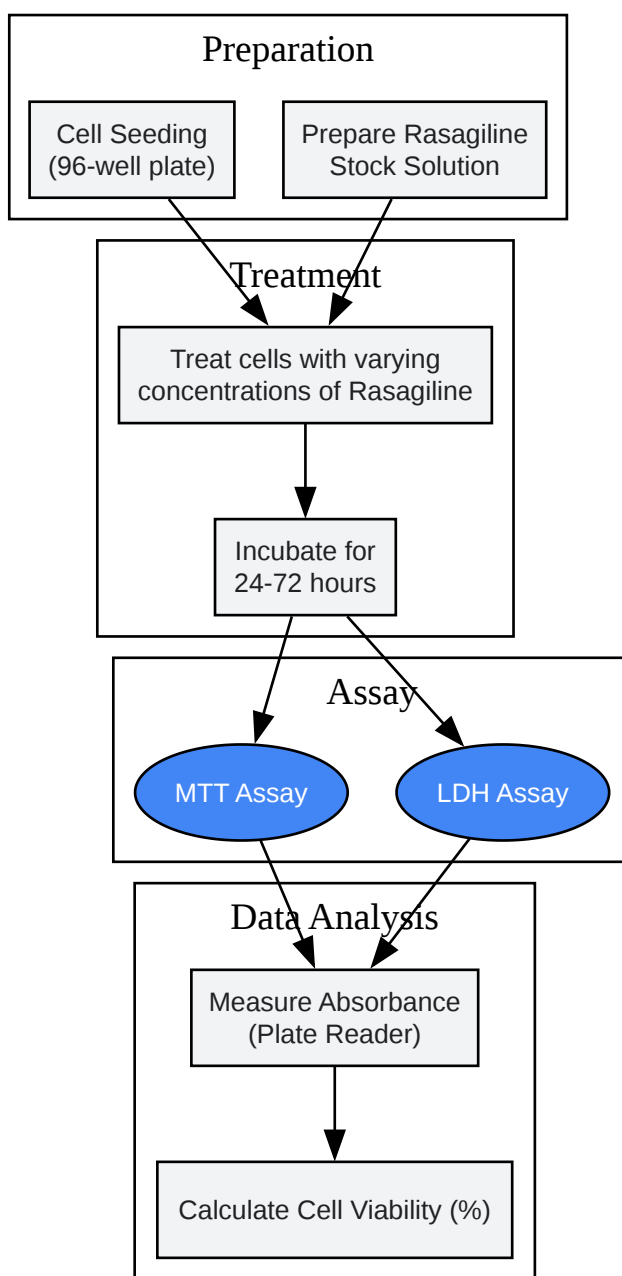 Preparation
Cell Seeding
(96-well plate)
Prepare Rasagiline
Stock Solution
Treatment
Treat cells with varying
concentrations of Rasagiline
Incubate for
24-72 hours
Assay
MTT Assay
LDH Assay
Data Analysis
Measure Absorbance
(Plate Reader)
Calculate Cell Viability (%)